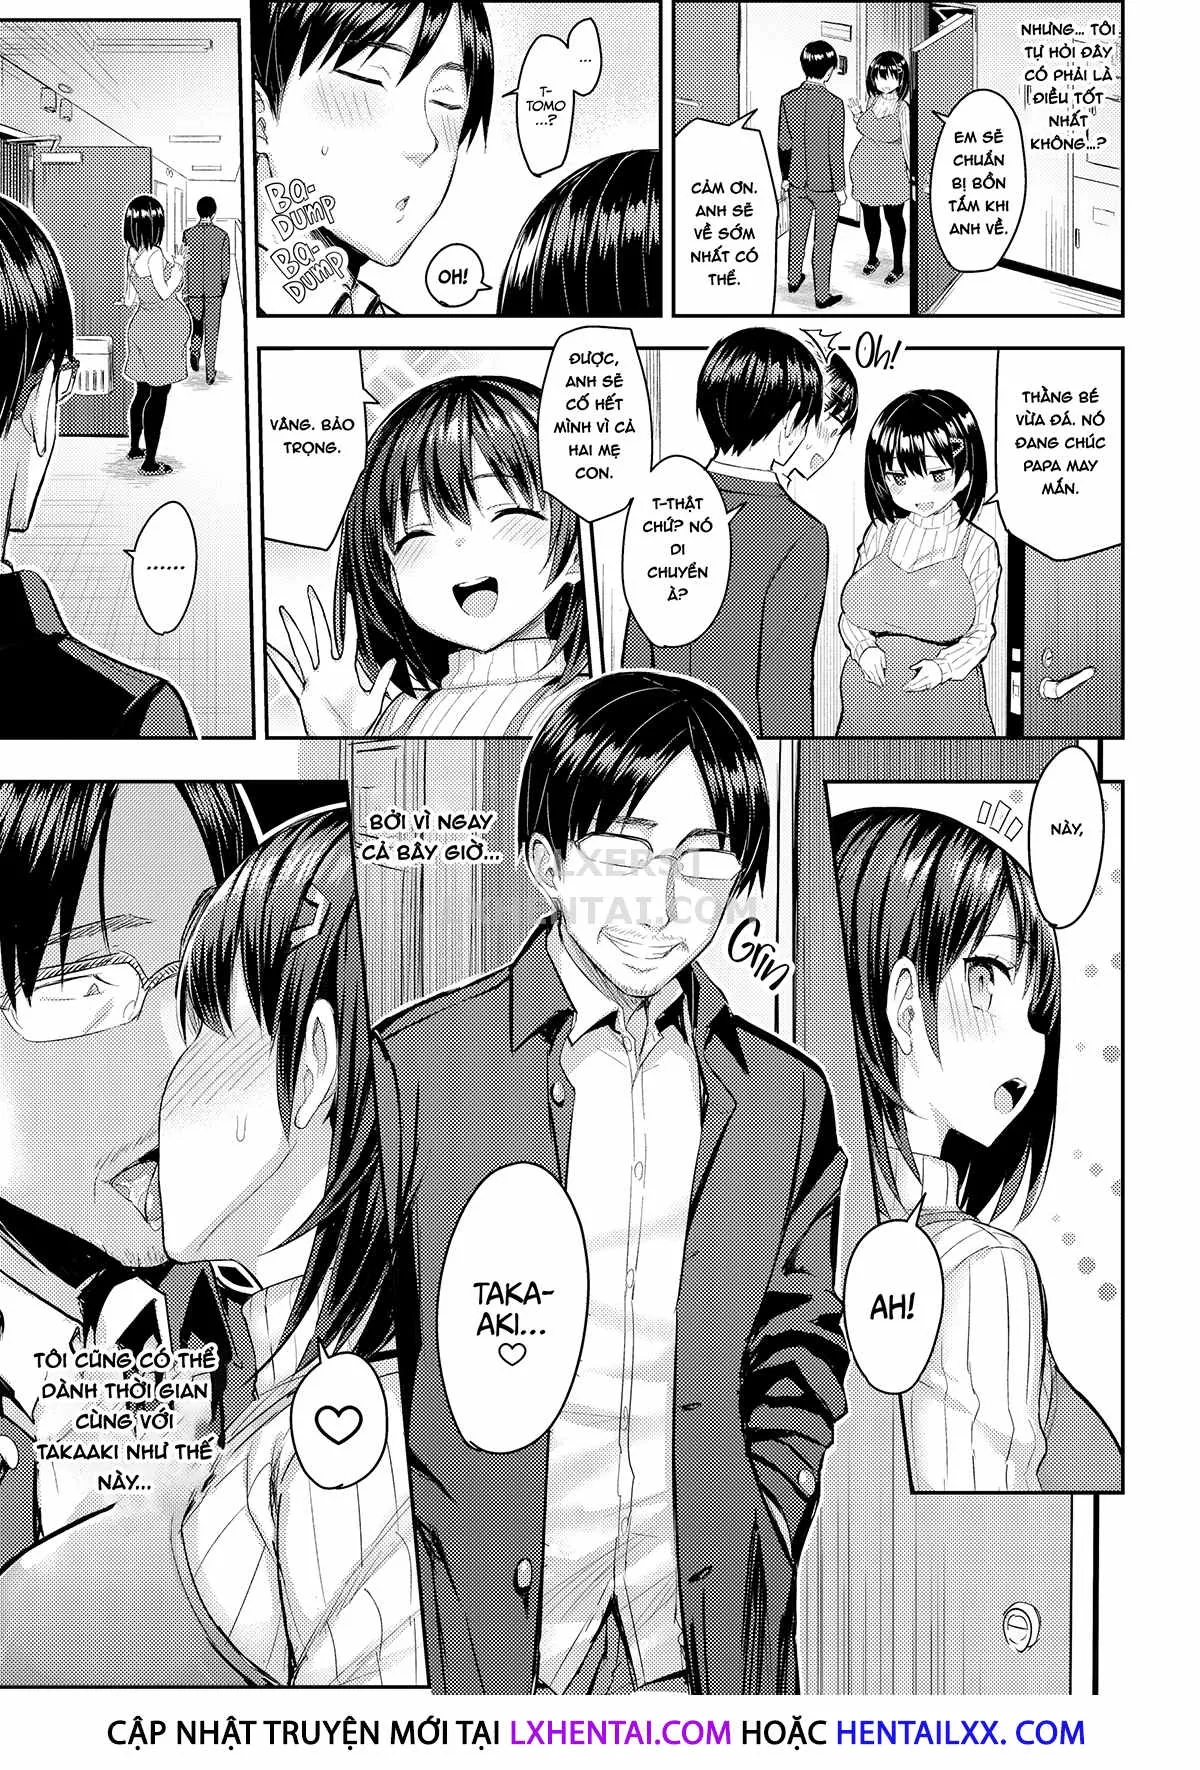 NHƯNG... TÔI
TỰ HỎI ĐÂY
CÓ PHẢI LÀ
ĐIỀU TỐT
NHẤT
KHÔNG...?
EM SẼ
CHUẨN
BỊ BỒN
TẮM KHI
ANH VỀ.
CẢM ƠN.
ANH SẼ
VỀ SỚM
NHẤT CÓ
THỂ.
...
T-
TOMO
...?
BA-
DUMP
BA-
DUMP
OH!
Oh!
THẰNG BÉ
VỪA ĐÁ. NÓ
ĐANG CHÚC
PAPA MAY
MẮN.
T-THẬT
CHỨ? NÓ
DI
CHUYỂN
À?
ĐƯỢC,
ANH SẼ
CỐ HẾT
MÌNH VÌ CẢ
HAI MẸ
CON.
VÂNG. BẢO
TRỌNG.
......
NÀY,
AH!
BỞI VÌ NGAY
CẢ BÂY GIỜ...
LXERS
LXHENTAI.COM
Grin
TAKA-
AKI...
♡
♡
TÔI CŨNG CÓ THỂ
DÀNH THỜI GIAN
CÙNG VỚI
TAKAAKI NHƯ THẾ
NÀY...
CẬP NHẬT TRUYỆN MỚI TẠI LXHENTAI.COM HOẶC HENTAILXX. COM